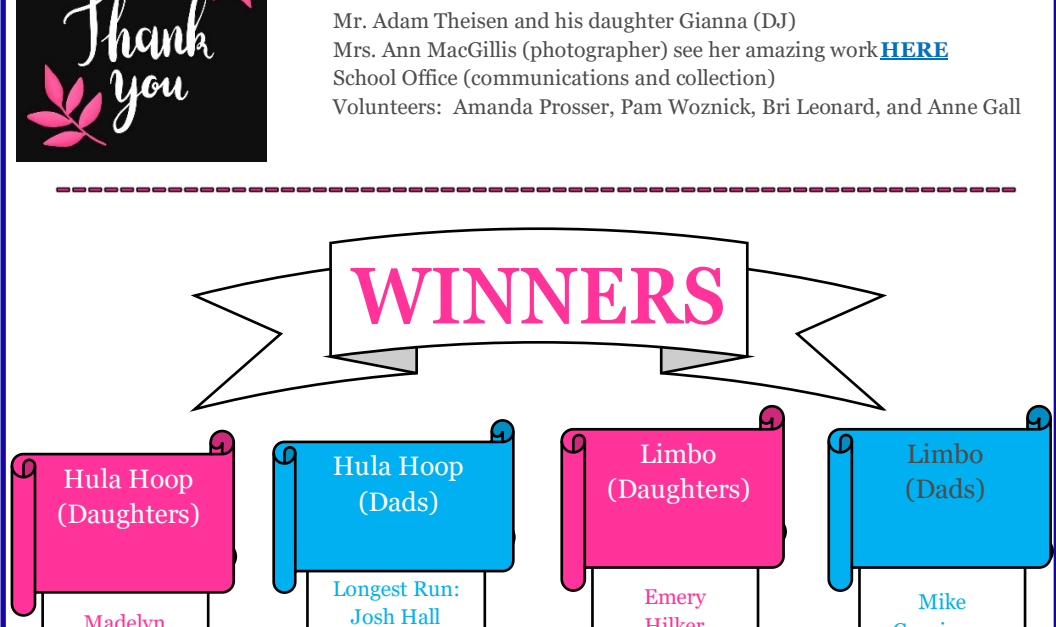 Thank
you
Mr. Adam Theisen and his daughter Gianna (DJ)
Mrs. Ann MacGillis (photographer) see her amazing work HERE
School Office (communications and collection)
Volunteers:  Amanda Prosser, Pam Woznick, Bri Leonard, and Anne Gall
WINNERS
Hula Hoop
(Daughters)
Hula Hoop
(Dads)
Limbo
(Daughters)
Limbo
(Dads)
Madelyn
Longest Run:
Josh Hall
Emery
Hilker
Mike